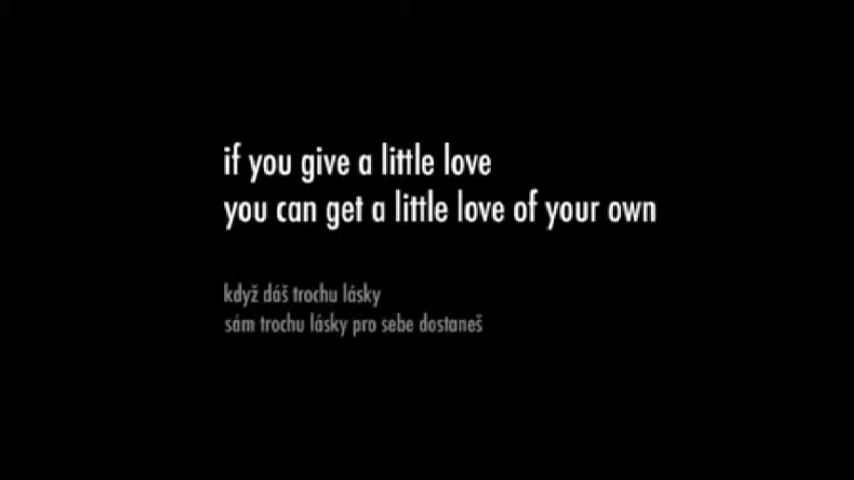 if you give a little love
you can get a little love of your own
když dáš trochu lásky
sám trochu lásky pro sebe dostaneš